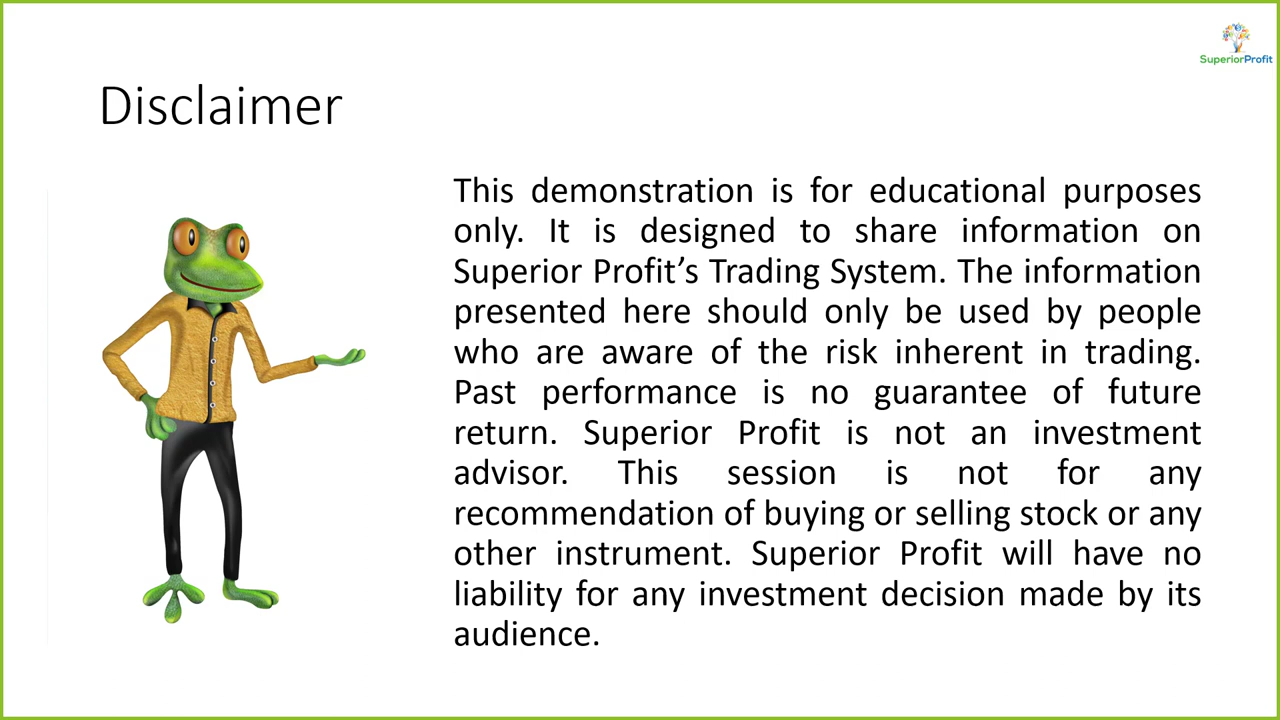 SuperiorProfit
Disclaimer
This demonstration is for educational purposes
only. It is designed to share information on
Superior Profit’s Trading System. The information
presented here should only be used by people
who are aware of the risk inherent in trading.
Past performance is no guarantee of future
return. Superior Profit is not an investment
advisor. This session is not for any
recommendation of buying or selling stock or any
other instrument. Superior Profit will have no
liability for any investment decision made by its
audience.